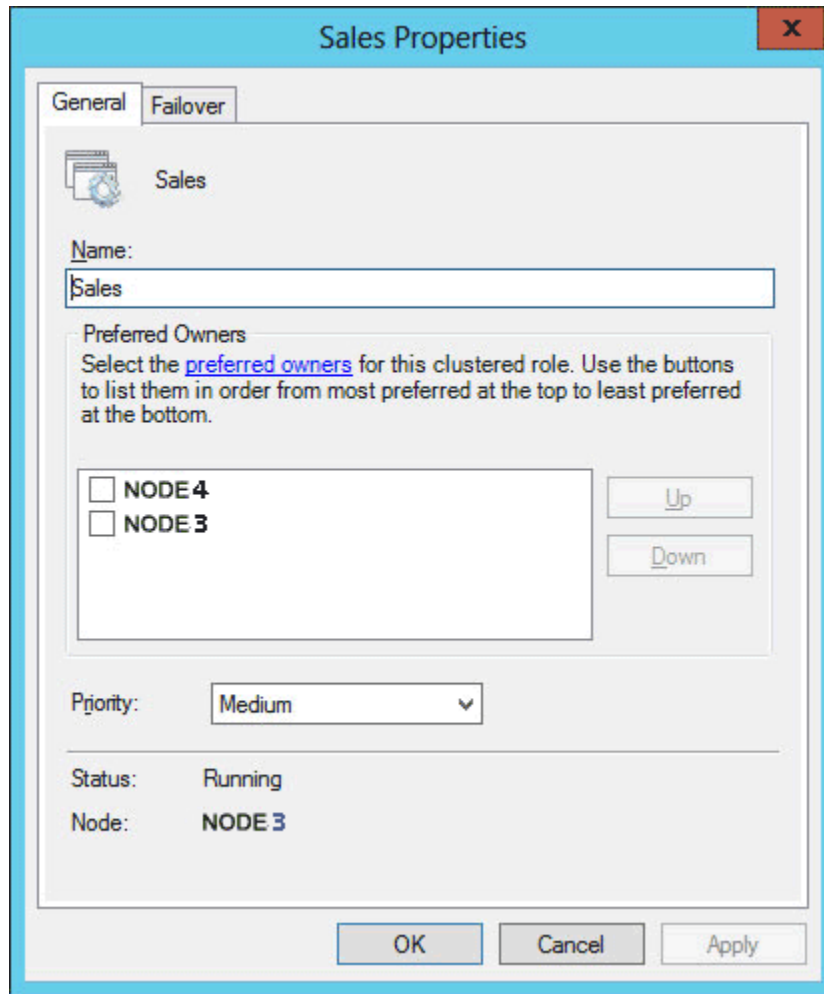 Sales Properties
x
General
Failover
Sales
Name:
Sales
Preferred Owners
Select the preferred owners for this clustered role. Use the buttons
to list them in order from most preferred at the top to least preferred
at the bottom.
NODE 4
NODE 3
Up
Down
Priority:
Medium
Status:
Running
Node:
NODE 3
OK
Cancel
Apply